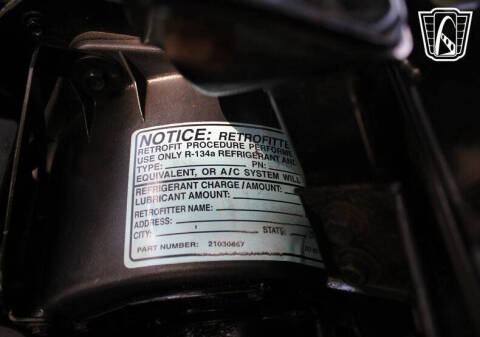 NOTICE: RETROFITTE
RETROFIT PROCEDURE PERFORME
USE ONLY R-134a REFRIGERANT AN
TYPE: PN:
EQUIVALENT, OR A/C SYSTEM WILL
REFRIGERANT CHARGE/AMOUNT:
LUBRICANT AMOUNT:
RETROFITTER NAME:
ADDRESS:
CITY: STATE:
PART NUMBER: 21030857